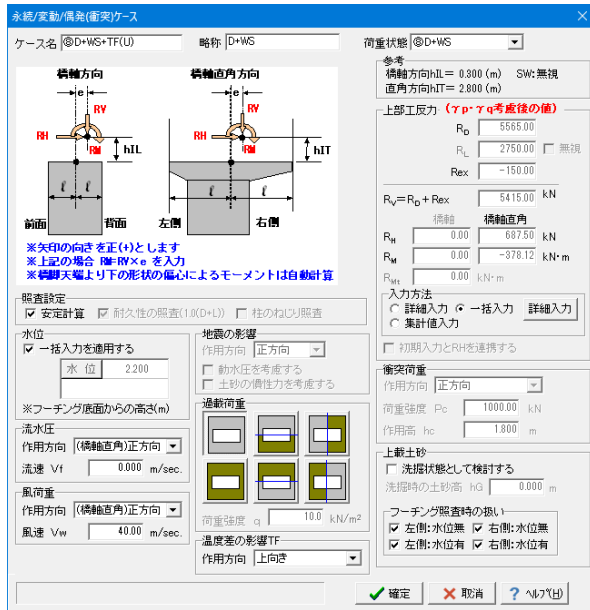 永続/変動/偶発(衝突)ケース
ケース名 @D+WS+TF(U) 略称 D+WS 荷重状態 @D+WS
橋軸方向 橋軸直角方向
e e
RV RV
RH RH
RM hIL RM hIT
ℓ ℓ ℓ ℓ
前面 背面 左側 右側
※矢印の向きを正(+)とします
※上記の場合 RM=RV×e を入力
※橋脚天端より下の形状の偏心によるモーメントは自動計算
参考
橋軸方向hIL= 0.300 (m) SW:無視
直角方向hIT= 2.800 (m)
上部工反力 (γp・γq考慮後の値)
RD 5565.00
RL 2750.00 無視
Rex -150.00
RV=RD+Rex 5415.00 kN
橋軸 橋軸直角
RH 0.00 687.50 kN
RM 0.00 -378.12 kN・m
RMt 0.00 kN・m
入力方法
詳細入力 一括入力 詳細入力
集計値入力
初期入力とRHを連携する
照査設定
安定計算 耐久性の照査(1.0(D+L)) 柱のねじり照査
水位
一括入力を適用する
水 位 2.200
※フーチング底面からの高さ(m)
流水圧
作用方向 (橋軸直角)正方向
流速 Vf 0.000 m/sec.
風荷重
作用方向 (橋軸直角)正方向
風速 Vw 40.00 m/sec.
地震の影響
作用方向 正方向
動水圧を考慮する
土砂の慣性力を考慮する
過載荷重
荷重強度 q 10.0 kN/m²
温度差の影響TF
作用方向 上向き
衝突荷重
作用方向 正方向
荷重強度 Pc 1000.00 kN
作用高 hc 1.800 m
上載土砂
洗掘状態として検討する
洗掘時の土砂高 hG 0.000 m
フーチング照査時の扱い
左側:水位無 右側:水位無
左側:水位有 右側:水位有
確定 取消 ? ヘルプ(H)